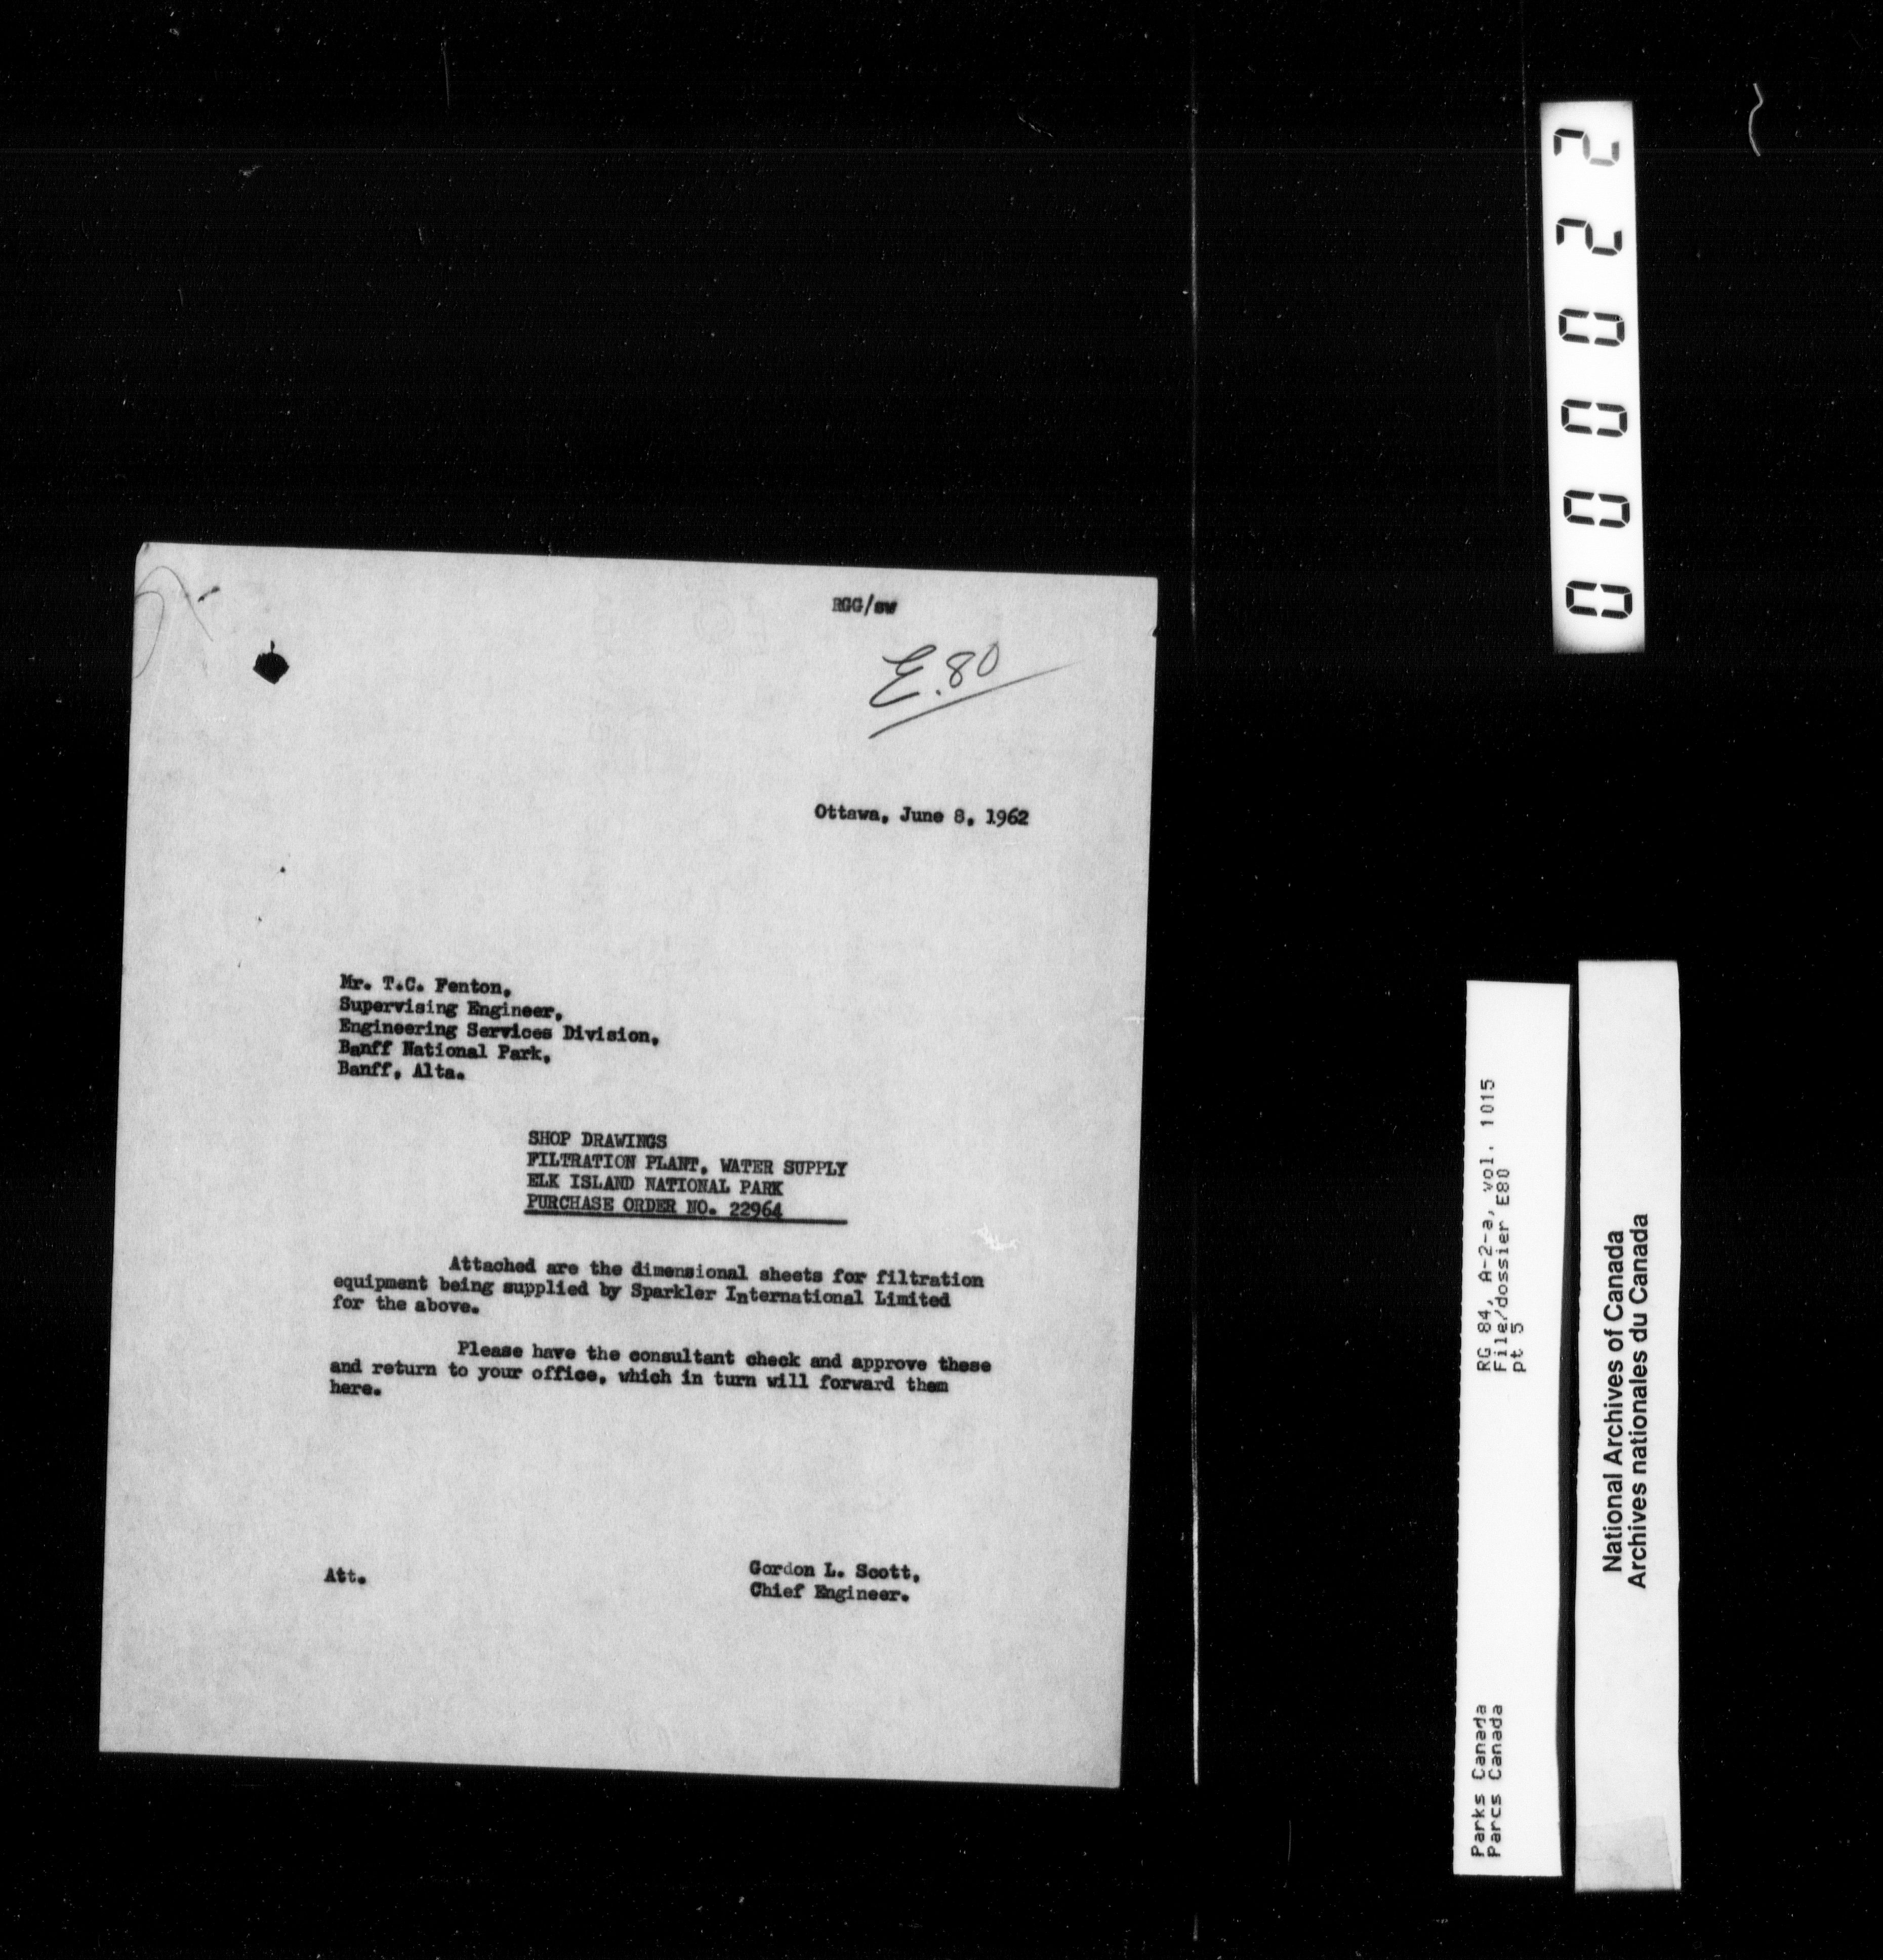 RGG/sw
E.80
Ottawa, June 8, 1962
Mr. T.C. Fenton,
Supervising Engineer,
Engineering Services Division,
Banff National Park,
Banff, Alta.
SHOP DRAWINGS
FILTRATION PLANT, WATER SUPPLY
ELK ISLAND NATIONAL PARK
PURCHASE ORDER NO. 22964
Attached are the dimensional sheets for filtration
equipment being supplied by Sparkler International Limited
for the above.
Please have the consultant check and approve these
and return to your office, which in turn will forward them
here.
Att.
Gordon L. Scott,
Chief Engineer.
000022
Parks Canada
Parcs Canada
RG 84, A-2-a, vol. 1015
File/dossier E80
pt 5
National Archives of Canada
Archives nationales du Canada